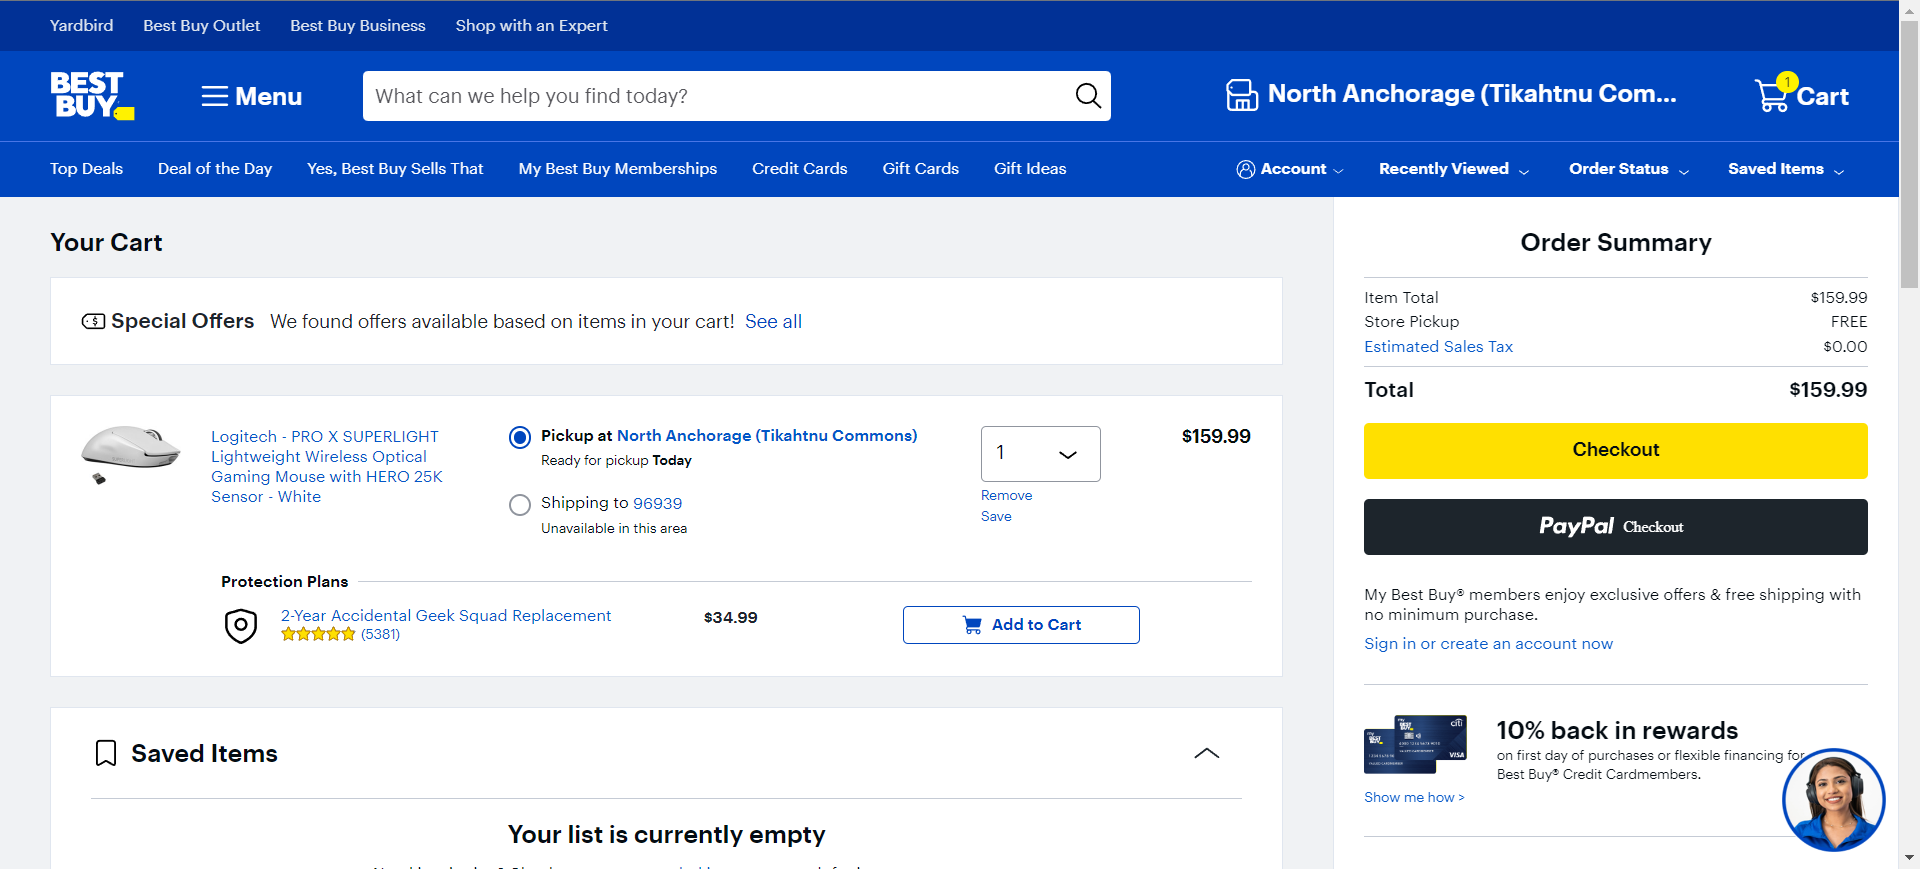 Yardbird Best Buy Outlet Best Buy Business Shop with an Expert
BEST
BUY
Menu
What can we help you find today?
North Anchorage (Tikahtnu Com...
1
Cart
Top Deals Deal of the Day Yes, Best Buy Sells That My Best Buy Memberships Credit Cards Gift Cards Gift Ideas
Account Recently Viewed Order Status Saved Items
Your Cart
Special Offers We found offers available based on items in your cart! See all
Logitech - PRO X SUPERLIGHT
Lightweight Wireless Optical
Gaming Mouse with HERO 25K
Sensor - White
Pickup at North Anchorage (Tikahtnu Commons)
Ready for pickup Today
Shipping to 96939
Unavailable in this area
1
Remove
Save
$159.99
Protection Plans
2-Year Accidental Geek Squad Replacement
(5381)
$34.99
Add to Cart
Saved Items
Your list is currently empty
Order Summary
Item Total $159.99
Store Pickup FREE
Estimated Sales Tax $0.00
Total $159.99
Checkout
PayPal Checkout
My Best Buy® members enjoy exclusive offers & free shipping with
no minimum purchase.
Sign in or create an account now
my
BEST
BUY
citi
VISA
10% back in rewards
on first day of purchases or flexible financing for
Best Buy® Credit Cardmembers.
Show me how >